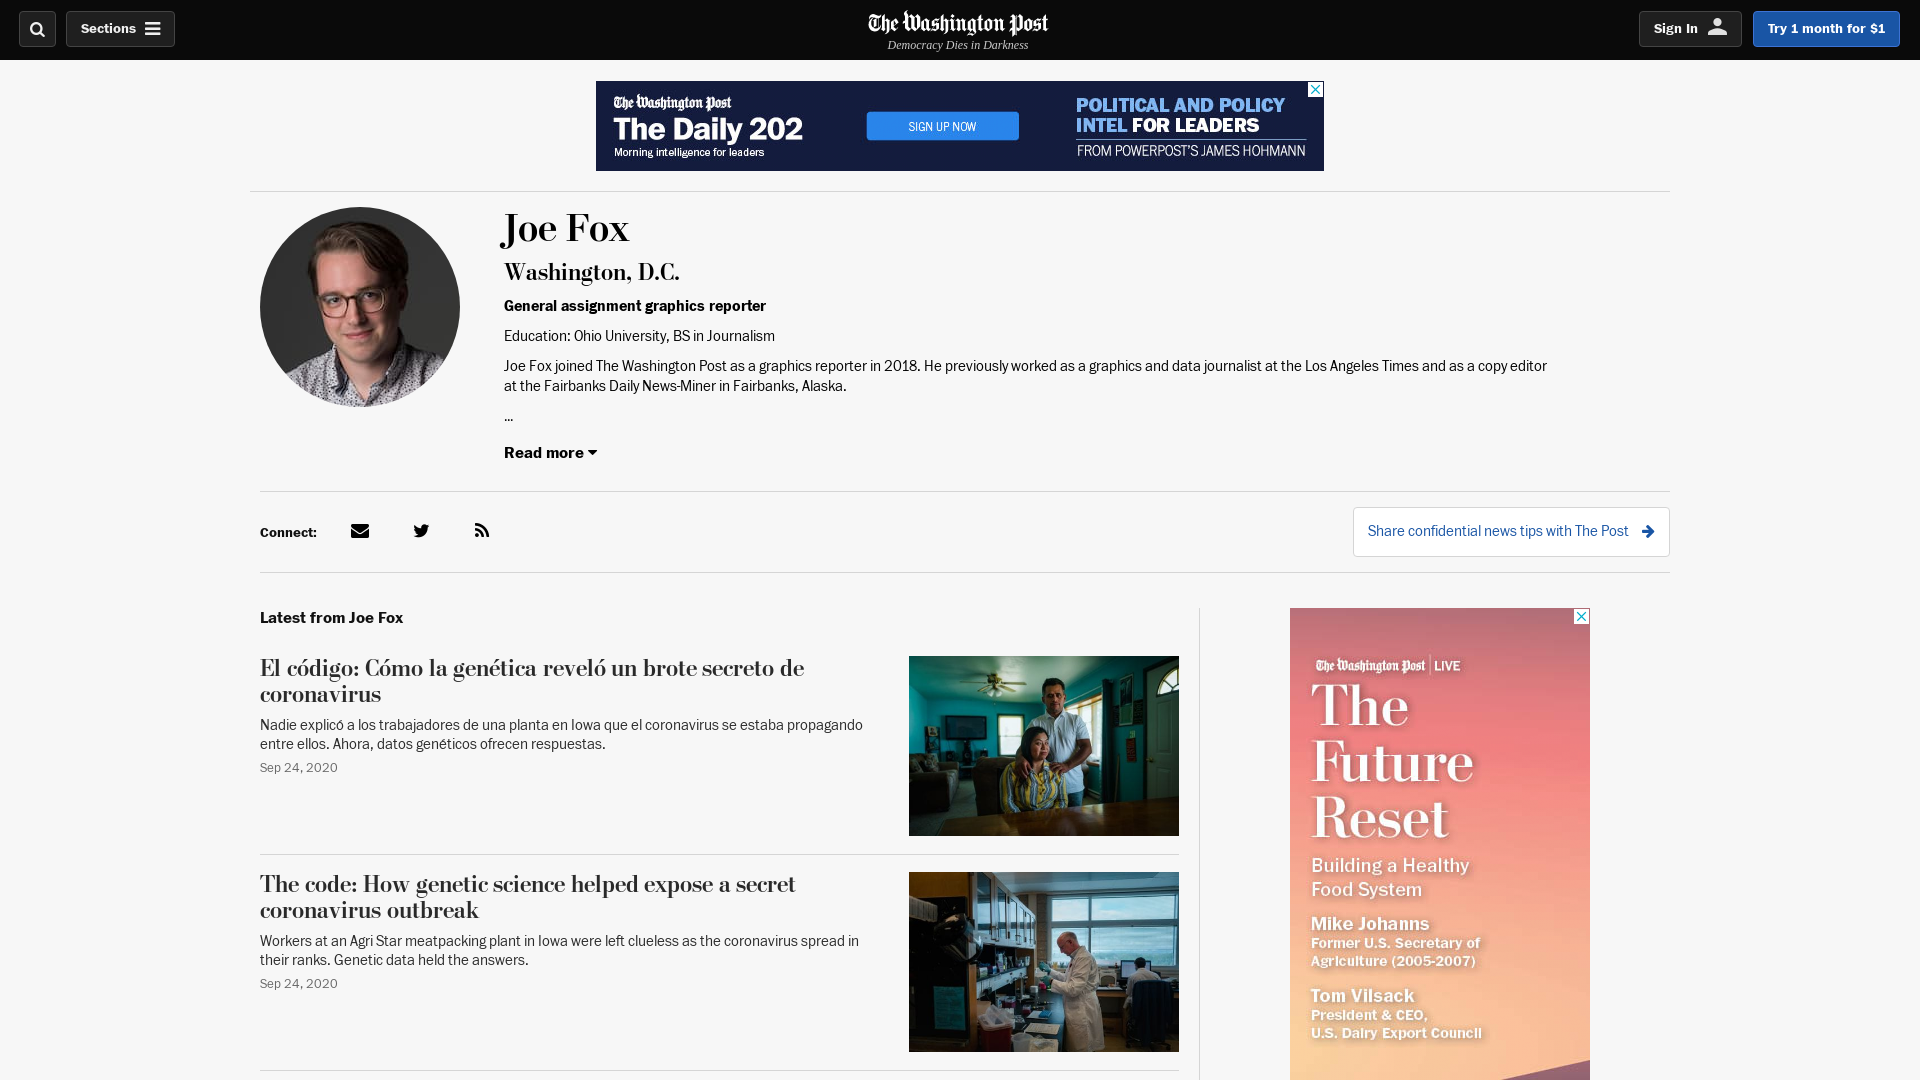 Sections
The Washington Post
Democracy Dies in Darkness
Sign In
Try 1 month for $1
The Washington Post
The Daily 202
Morning intelligence for leaders
SIGN UP NOW
POLITICAL AND POLICY
INTEL FOR LEADERS
FROM POWERPOST'S JAMES HOHMANN
Joe Fox
Washington, D.C.
General assignment graphics reporter
Education: Ohio University, BS in Journalism
Joe Fox joined The Washington Post as a graphics reporter in 2018. He previously worked as a graphics and data journalist at the Los Angeles Times and as a copy editor
at the Fairbanks Daily News-Miner in Fairbanks, Alaska.
...
Read more
Connect:
Share confidential news tips with The Post
Latest from Joe Fox
El código: Cómo la genética reveló un brote secreto de
coronavirus
Nadie explicó a los trabajadores de una planta en Iowa que el coronavirus se estaba propagando
entre ellos. Ahora, datos genéticos ofrecen respuestas.
Sep 24, 2020
The code: How genetic science helped expose a secret
coronavirus outbreak
Workers at an Agri Star meatpacking plant in Iowa were left clueless as the coronavirus spread in
their ranks. Genetic data held the answers.
Sep 24, 2020
The Washington Post LIVE
The
Future
Reset
Building a Healthy
Food System
Mike Johanns
Former U.S. Secretary of
Agriculture (2005-2007)
Tom Vilsack
President & CEO,
U.S. Dairy Export Council